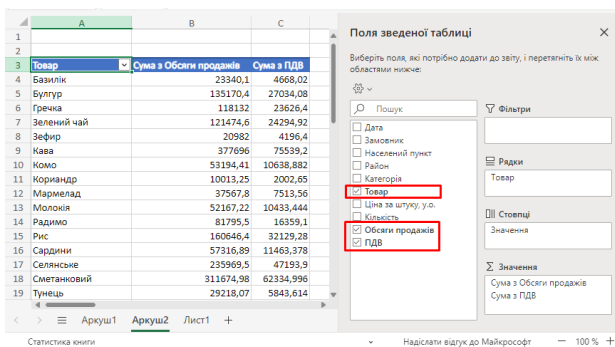 A B C
1
2
3 Товар Сума з Обсяги продажів Сума з ПДВ
4 Базилік 23340,1 4668,02
5 Булгур 135170,4 27034,08
6 Гречка 118132 23626,4
7 Зелений чай 121474,6 24294,92
8 Зефир 20982 4196,4
9 Кава 377696 75539,2
10 Комо 53194,41 10638,882
11 Кориандр 10013,25 2002,65
12 Мармелад 37567,8 7513,56
13 Молокія 52167,22 10433,444
14 Радимо 81795,5 16359,1
15 Рис 160646,4 32129,28
16 Сардини 57316,89 11463,378
17 Селянське 235969,5 47193,9
18 Сметанковий 311674,98 62334,996
19 Тунець 29218,07 5843,614
Аркуш1 Аркуш2 Лист1 +
Статистика книги
Поля зведеної таблиці
Виберіть поля, які потрібно додати до звіту, і перетягніть їх між
областями нижче:
Пошук
Дата
Замовник
Населений пункт
Район
Категорія
Товар
Ціна за штуку, у.о.
Кількість
Обсяги продажів
ПДВ
Фільтри
Рядки
Товар
Стовпці
Значення
Σ Значення
Сума з Обсяги продажів
Сума з ПДВ
Надіслати відгук до Майкрософт — 100 % +